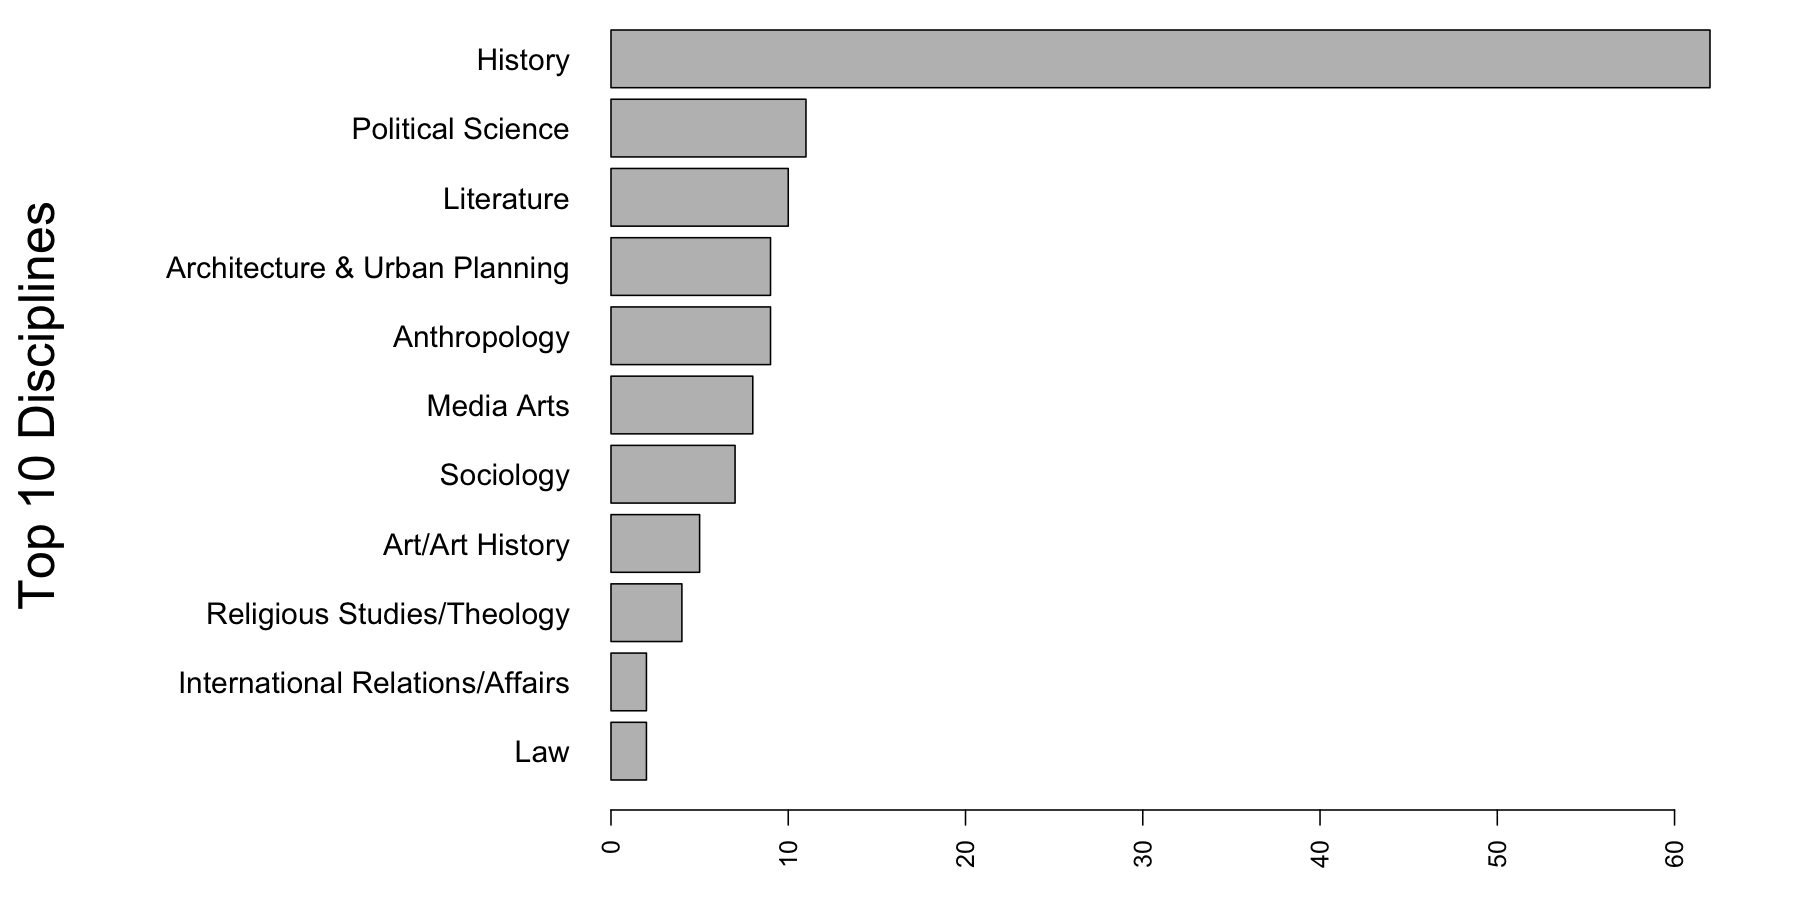 Top 10 Disciplines
History
Political Science
Literature
Architecture & Urban Planning
Anthropology
Media Arts
Sociology
Art/Art History
Religious Studies/Theology
International Relations/Affairs
Law
0 10 20 30 40 50 60